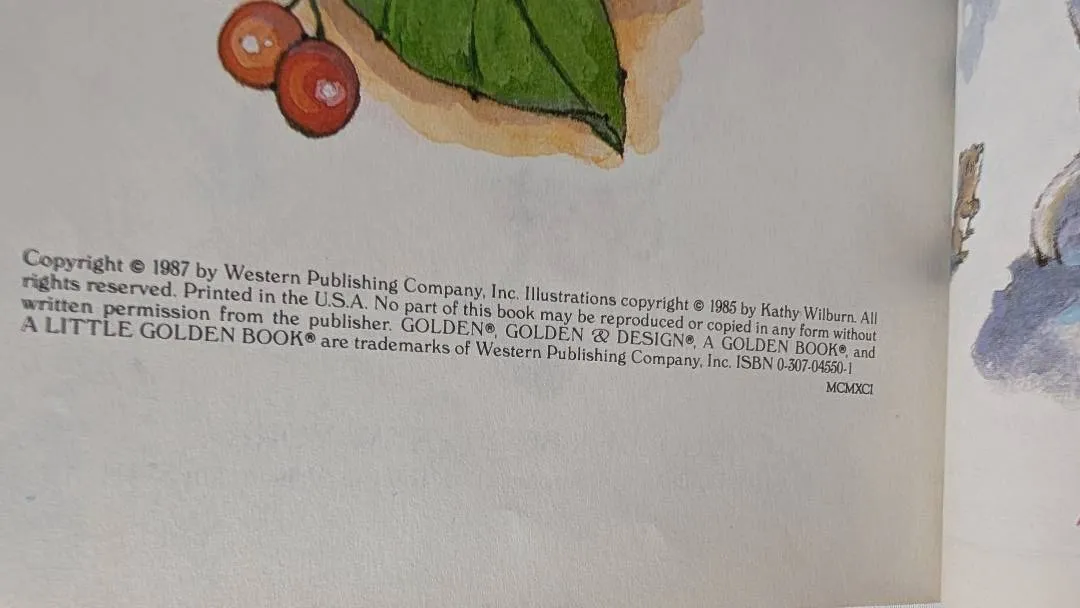 Copyright © 1987 by Western Publishing Company, Inc. Illustrations copyright © 1985 by Kathy Wilburn. All
rights reserved. Printed in the U.S.A. No part of this book may be reproduced or copied in any form without
written permission from the publisher. GOLDEN®, GOLDEN & DESIGN®, A GOLDEN BOOK®, and
A LITTLE GOLDEN BOOK® are trademarks of Western Publishing Company, Inc. ISBN 0-307-04550-1
MCMXCI